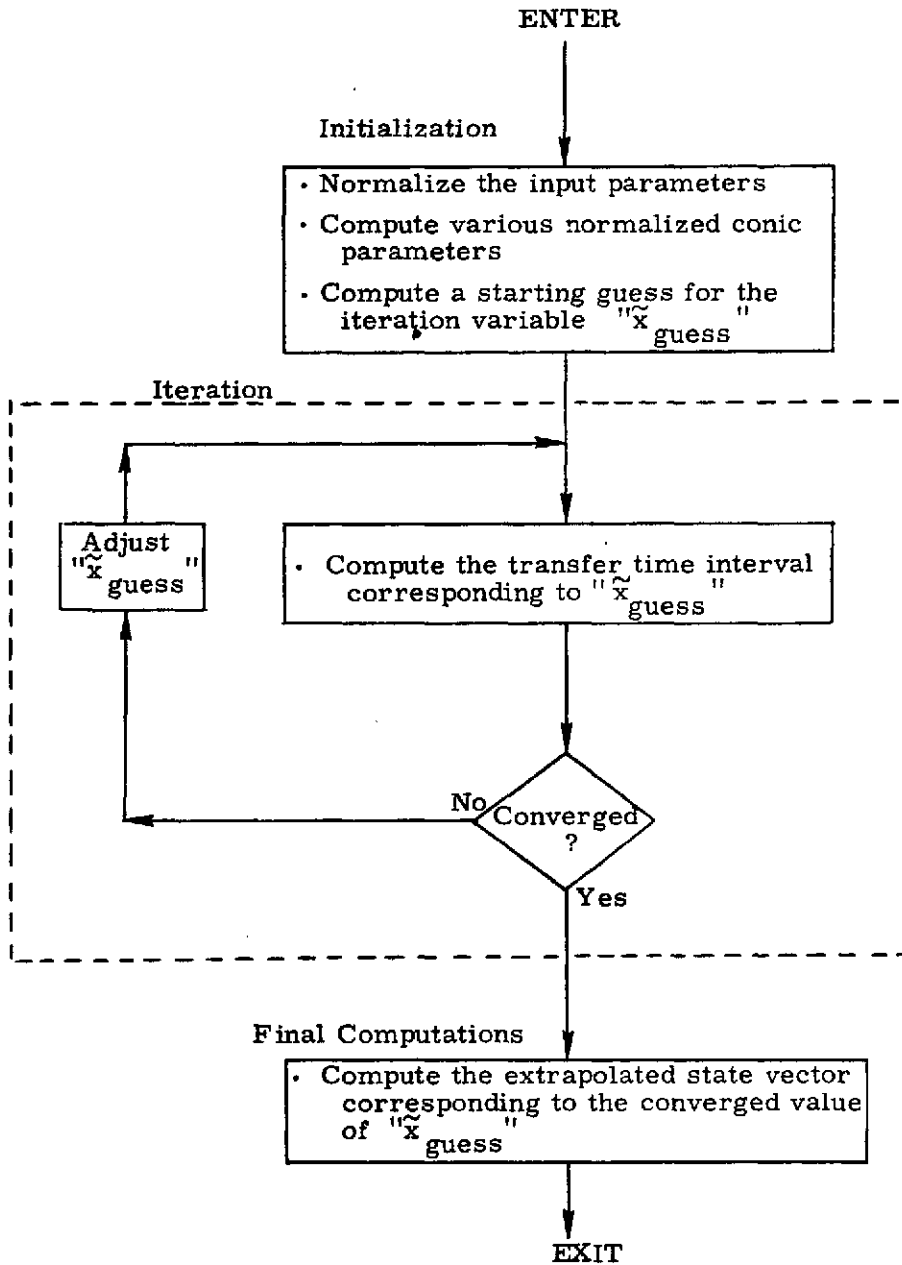 ENTER
Initialization
· Normalize the input parameters
· Compute various normalized conic
parameters
· Compute a starting guess for the
iteration variable "x̃guess"
Iteration
Adjust
"x̃guess"
· Compute the transfer time interval
corresponding to "x̃guess"
No
Converged
?
Yes
Final Computations
· Compute the extrapolated state vector
corresponding to the converged value
of "x̃guess"
EXIT